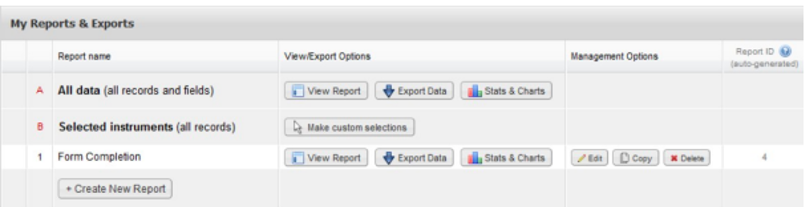 My Reports & Exports
Report name View/Export Options Management Options Report ID
(auto-generated)
A All data (all records and fields) View Report Export Data Stats & Charts
B Selected instruments (all records) Make custom selections
1 Form Completion View Report Export Data Stats & Charts Edit Copy Delete 4
+ Create New Report